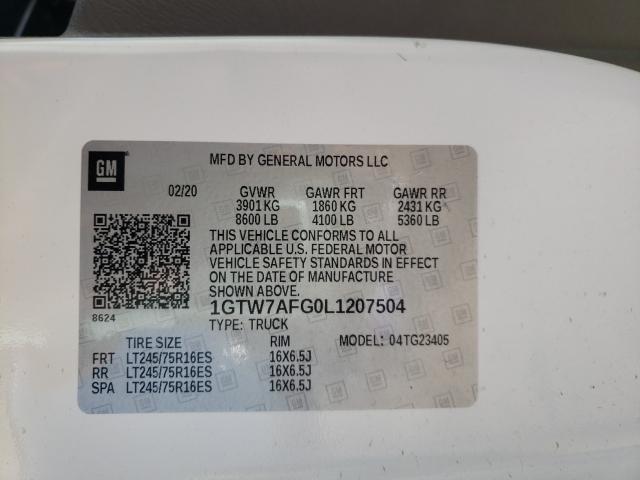 GM
MFD BY GENERAL MOTORS LLC
02/20 GVWR GAWR FRT GAWR RR
3901 KG 1860 KG 2431 KG
8600 LB 4100 LB 5360 LB
THIS VEHICLE CONFORMS TO ALL
APPLICABLE U.S. FEDERAL MOTOR
VEHICLE SAFETY STANDARDS IN EFFECT
ON THE DATE OF MANUFACTURE
SHOWN ABOVE.
8624
1GTW7AFG0L1207504
TYPE: TRUCK
TIRE SIZE RIM MODEL: 04TG23405
FRT LT245/75R16ES 16X6.5J
RR LT245/75R16ES 16X6.5J
SPA LT245/75R16ES 16X6.5J